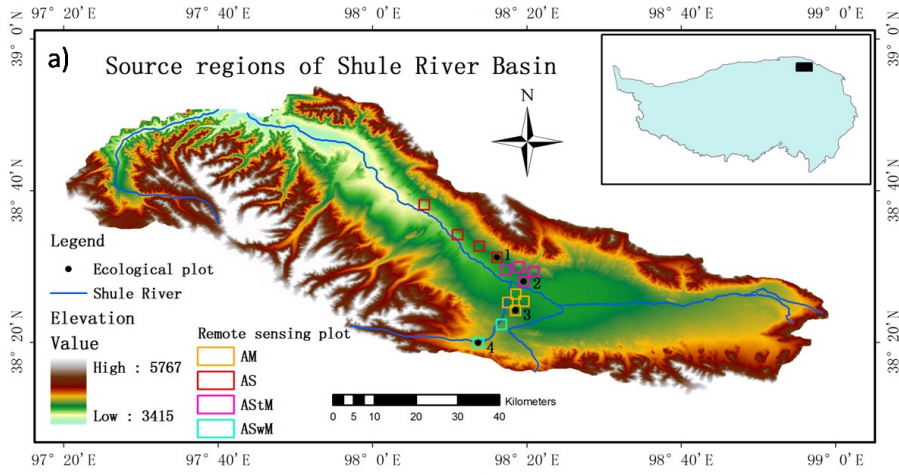 97° 20' E 97° 40' E 98° 0' E 98° 20' E 98° 40' E 99° 0' E
39° 0' N
38° 40' N
38° 20' N
a)
Source regions of Shule River Basin
N
1
2
3
4
Legend
Ecological plot
Shule River
Elevation
Value
High : 5767
Low : 3415
Remote sensing plot
AM
AS
AStM
ASwM
Kilometers
0 5 10 20 30 40
39° 0' N
38° 40' N
38° 20' N
97° 20' E 97° 40' E 98° 0' E 98° 20' E 98° 40' E 99° 0' E